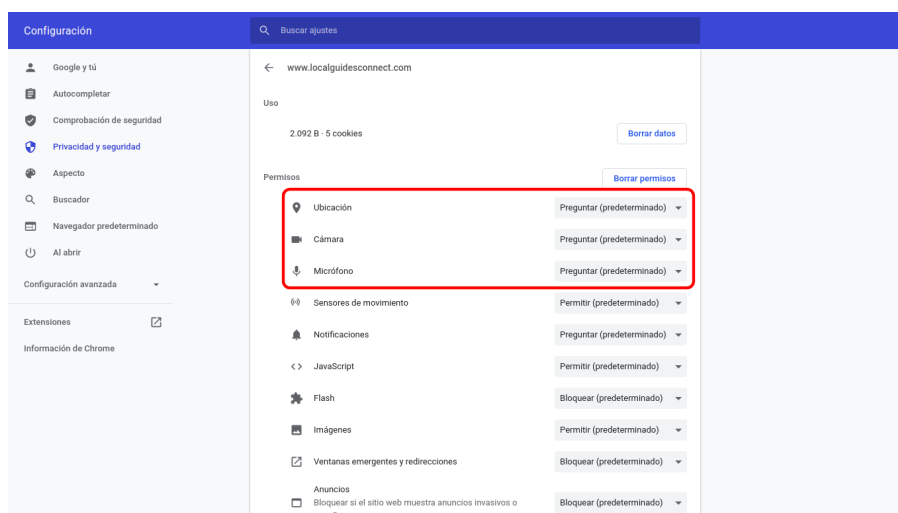 Configuración
Buscar ajustes
Google y tú
Autocompletar
Comprobación de seguridad
Privacidad y seguridad
Aspecto
Buscador
Navegador predeterminado
Al abrir
Configuración avanzada
Extensiones
Información de Chrome
www.localguidesconnect.com
Uso
2.092 B · 5 cookies
Borrar datos
Permisos
Borrar permisos
Ubicación
Preguntar (predeterminado)
Cámara
Preguntar (predeterminado)
Micrófono
Preguntar (predeterminado)
Sensores de movimiento
Permitir (predeterminado)
Notificaciones
Preguntar (predeterminado)
JavaScript
Permitir (predeterminado)
Flash
Bloquear (predeterminado)
Imágenes
Permitir (predeterminado)
Ventanas emergentes y redirecciones
Bloquear (predeterminado)
Anuncios
Bloquear si el sitio web muestra anuncios invasivos o
Bloquear (predeterminado)